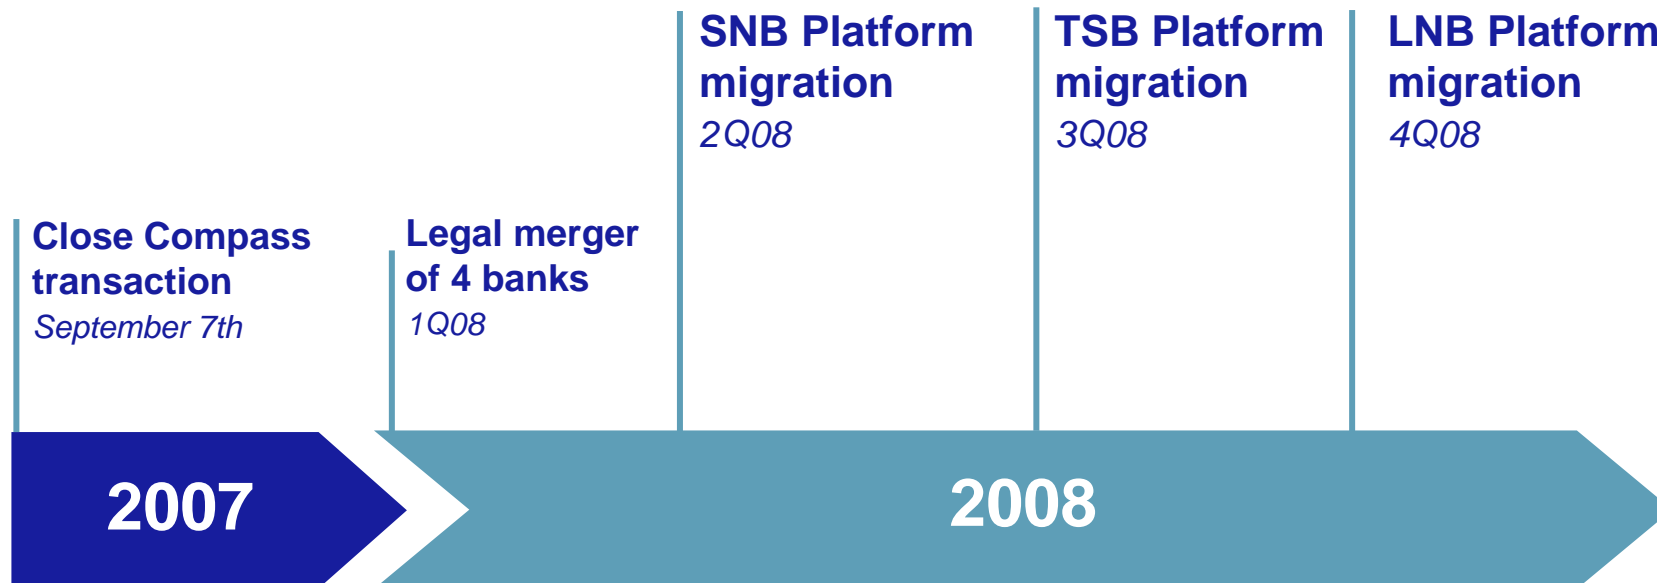 Close Compass
transaction
September 7th
Legal merger
of 4 banks
1Q08
SNB Platform
migration
2Q08
TSB Platform
migration
3Q08
LNB Platform
migration
4Q08
2007
2008